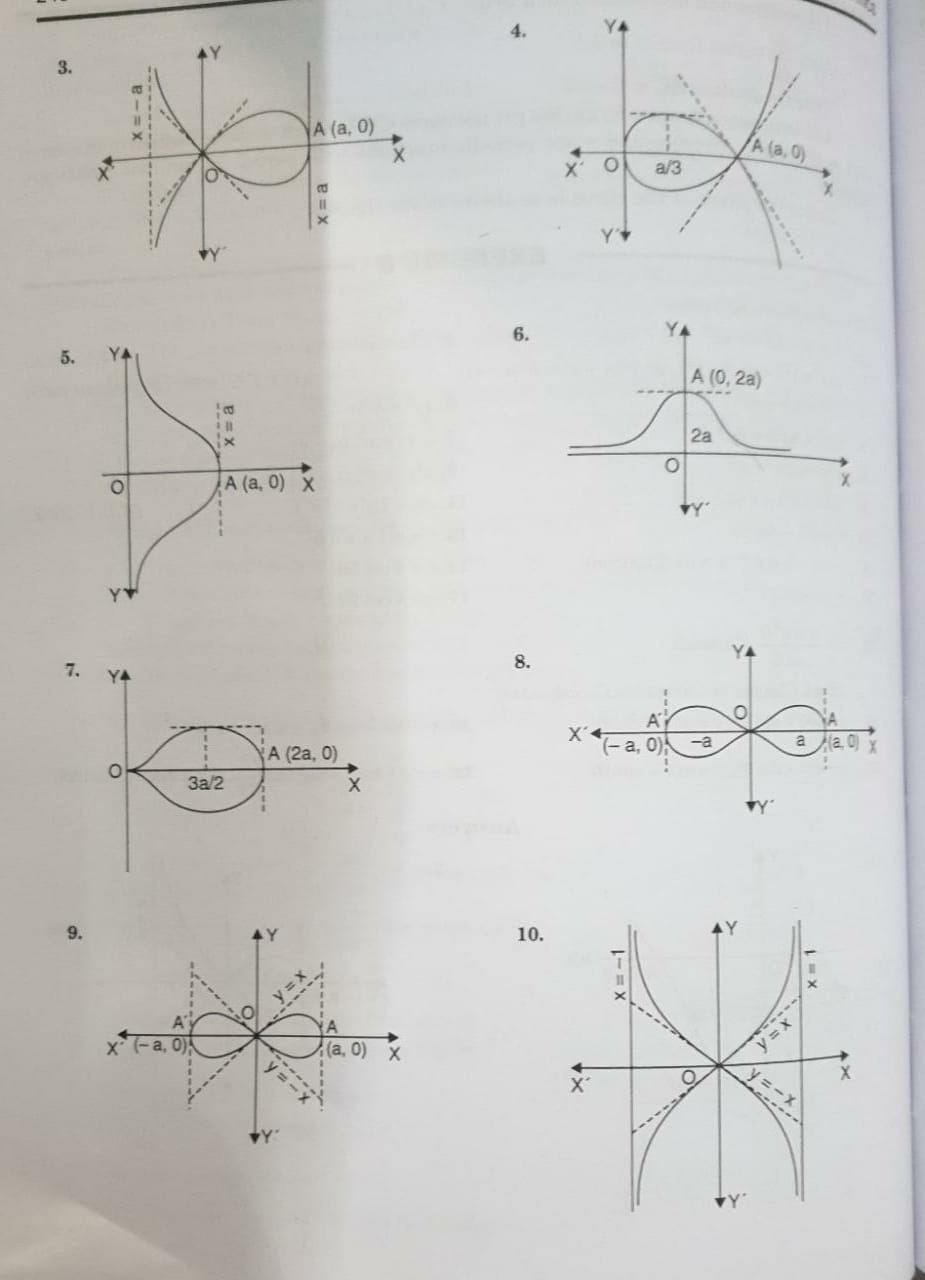 3.
Y
x = – a
A (a, 0)
X
X´
O
x = a
Y´
4.
Y
A (a, 0)
X´
O
a/3
X
Y´
5.
Y
x = a
O
A (a, 0)
X
Y´
6.
Y
A (0, 2a)
2a
O
X
Y´
7.
Y
A (2a, 0)
O
3a/2
X
8.
Y
A´
O
A
X´
(– a, 0)
–a
a
(a, 0)
X
Y´
9.
Y
y = x
O
A´
A
X´
(– a, 0)
(a, 0)
X
y = – x
Y´
10.
Y
x = –1
x = 1
y = x
O
X´
X
y = – x
Y´